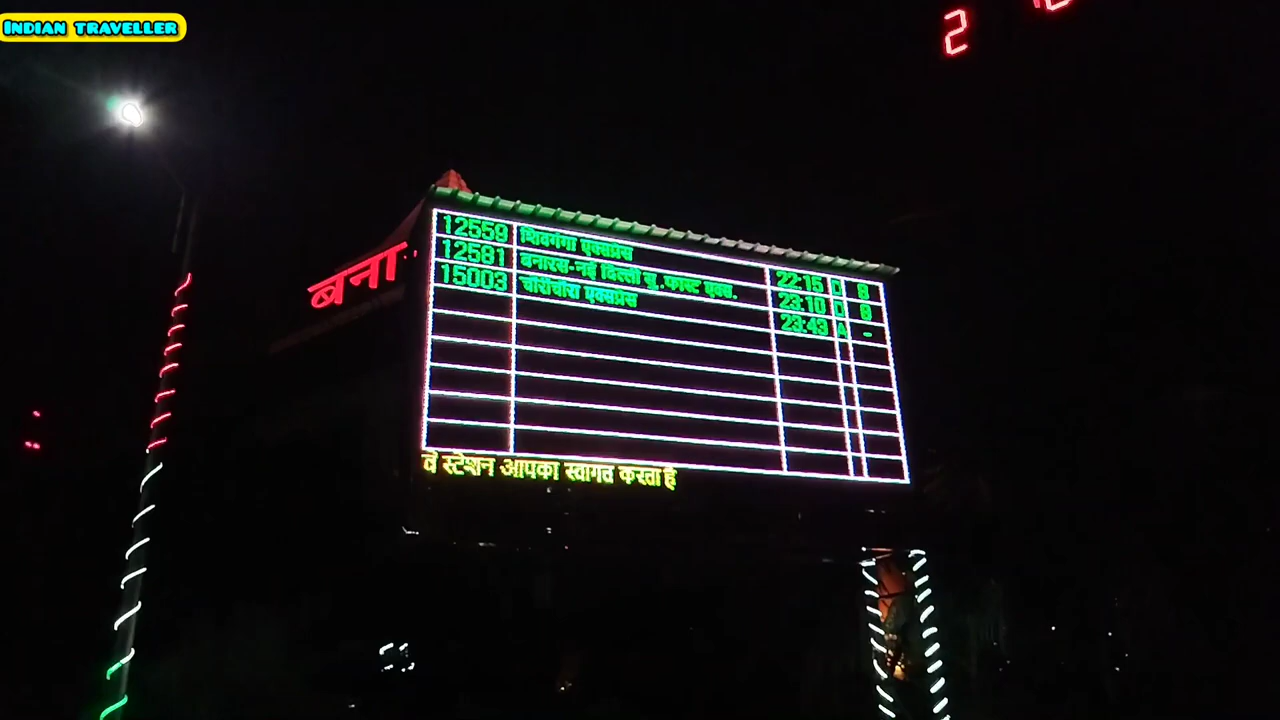 INDIAN TRAVELLER
2
बना
12559 शिवगंगा एक्सप्रेस 22:15 D 8
12581 बनारस-नई दिल्ली सु.फास्ट एक्स. 23:10 D 8
15003 चौरीचौरा एक्सप्रेस 23:43 A -
वे स्टेशन आपका स्वागत करता है